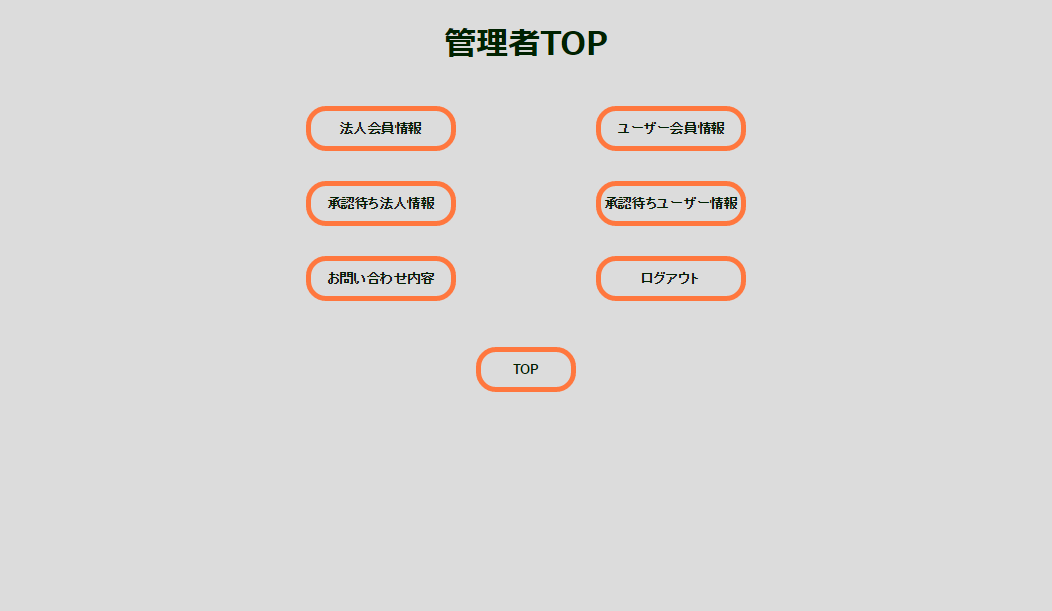 管理者TOP
法人会員情報
ユーザー会員情報
承認待ち法人情報
承認待ちユーザー情報
お問い合わせ内容
ログアウト
TOP